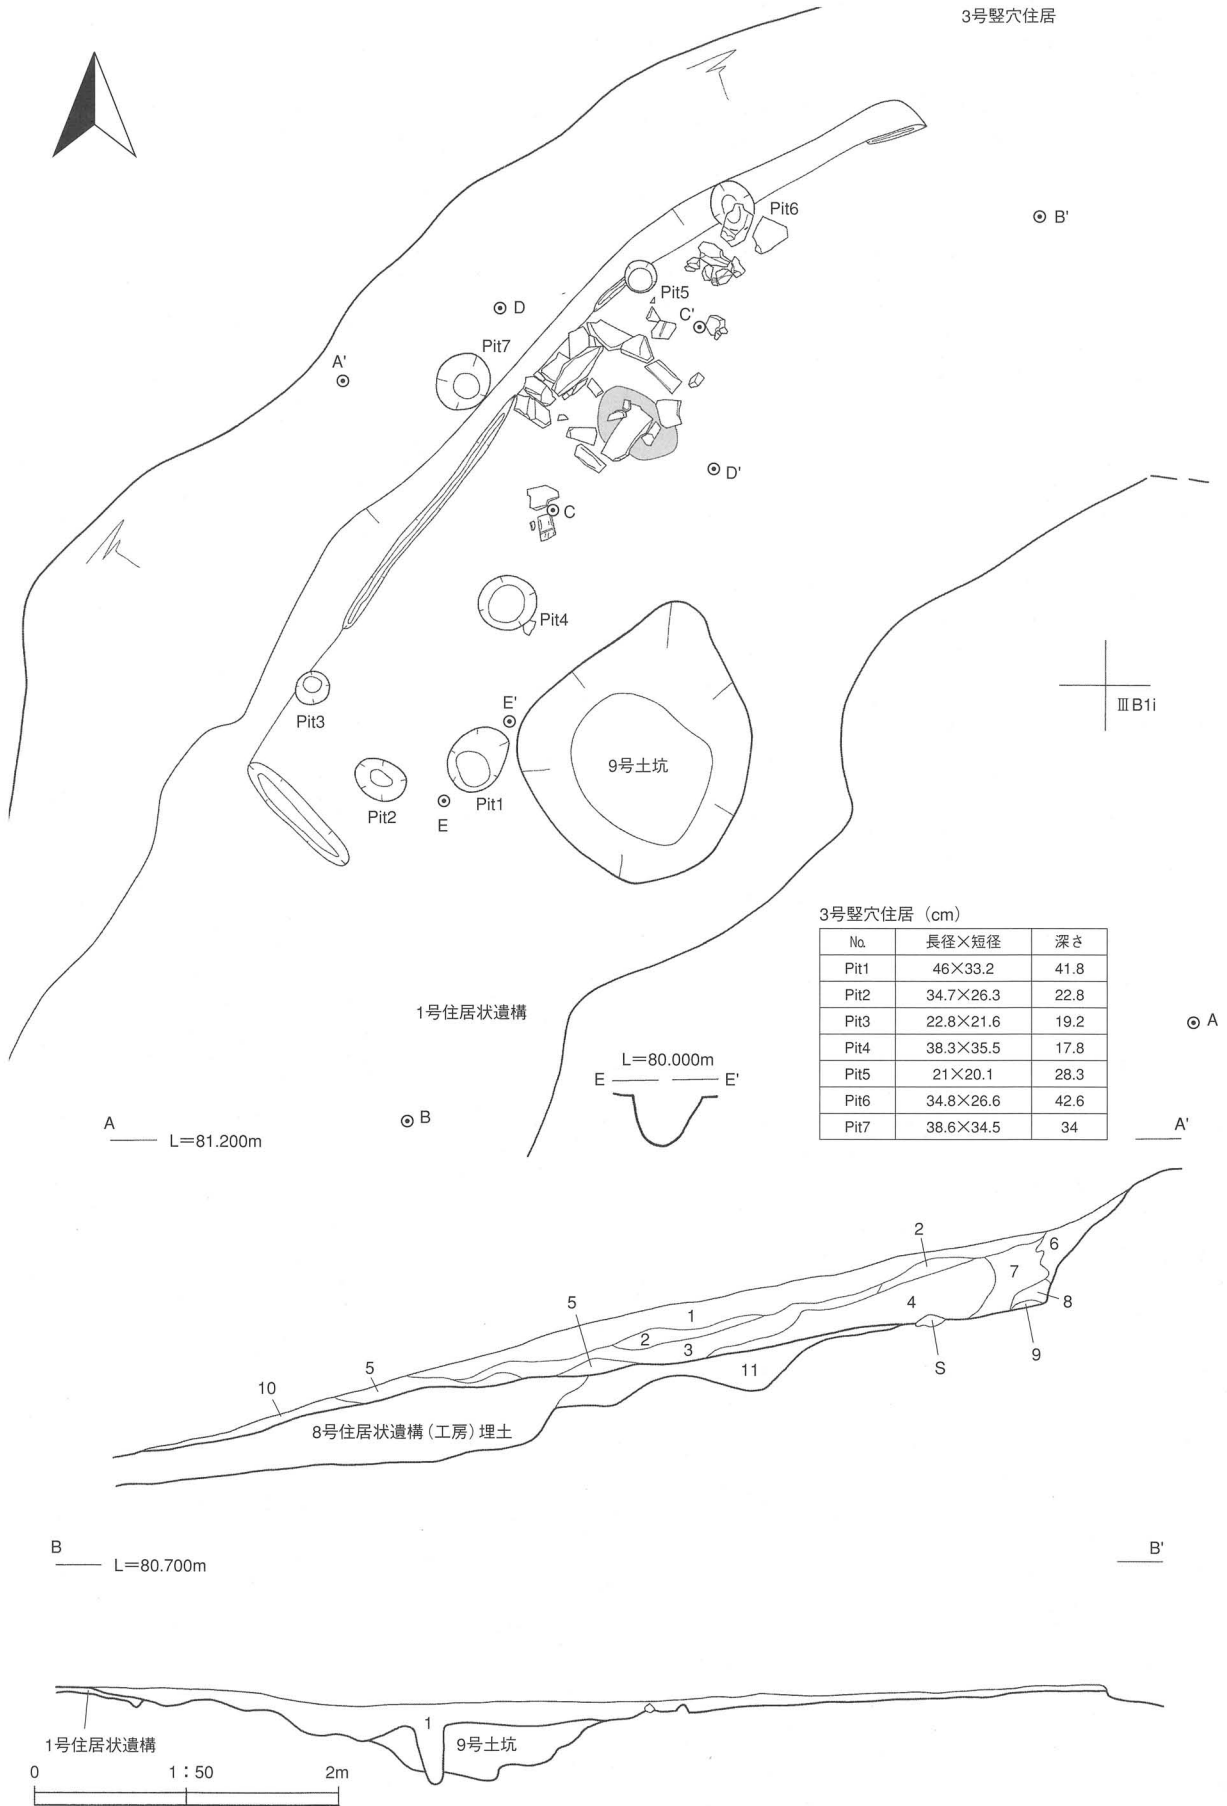 3号竪穴住居
Pit6
B'
Pit5
D
C'
Pit7
A'
D'
C
Pit4
ⅢB1i
E'
Pit3
9号土坑
Pit1
Pit2
E
3号竪穴住居（cm）
No. 長径×短径 深さ
Pit1 46×33.2 41.8
Pit2 34.7×26.3 22.8
Pit3 22.8×21.6 19.2
Pit4 38.3×35.5 17.8
Pit5 21×20.1 28.3
Pit6 34.8×26.6 42.6
Pit7 38.6×34.5 34
1号住居状遺構
A
L=80.000m
E E'
B
A L=81.200m
A'
2
6
7
5
1
4
8
2
3
5
11
S
9
10
8号住居状遺構（工房）埋土
B L=80.700m
B'
1
1号住居状遺構
9号土坑
0 1：50 2m